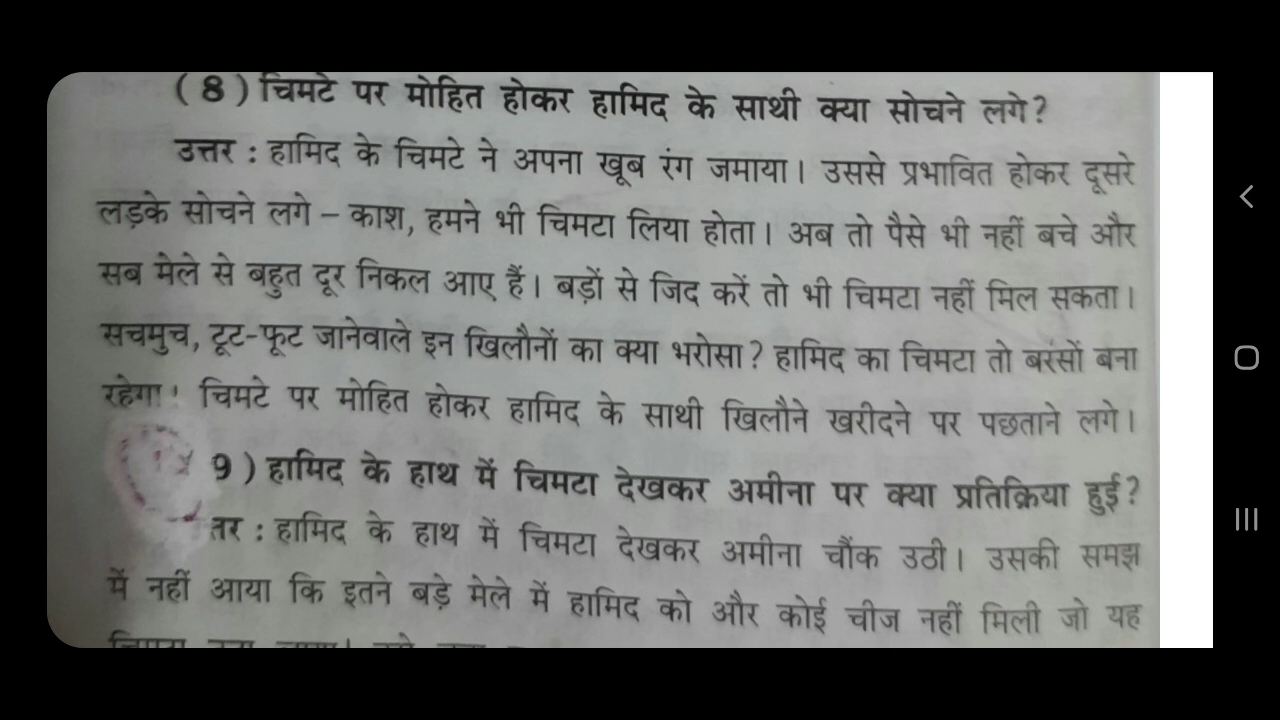 ( 8 ) चिमटे पर मोहित होकर हामिद के साथी क्या सोचने लगे?
उत्तर : हामिद के चिमटे ने अपना खूब रंग जमाया। उससे प्रभावित होकर दूसरे
लड़के सोचने लगे – काश, हमने भी चिमटा लिया होता। अब तो पैसे भी नहीं बचे और
सब मेले से बहुत दूर निकल आए हैं। बड़ों से जिद करें तो भी चिमटा नहीं मिल सकता।
सचमुच, टूट-फूट जानेवाले इन खिलौनों का क्या भरोसा? हामिद का चिमटा तो बरसों बना
रहेगा। चिमटे पर मोहित होकर हामिद के साथी खिलौने खरीदने पर पछताने लगे।
9 ) हामिद के हाथ में चिमटा देखकर अमीना पर क्या प्रतिक्रिया हुई?
तर : हामिद के हाथ में चिमटा देखकर अमीना चौंक उठी। उसकी समझ
में नहीं आया कि इतने बड़े मेले में हामिद को और कोई चीज नहीं मिली जो यह